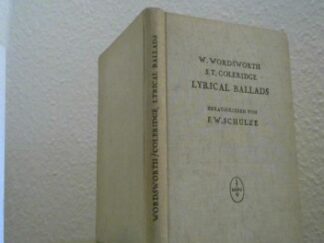 W. WORDSWORTH
S.T. COLERIDGE
LYRICAL BALLADS
HERAUSGEGEBEN VON
F.W. SCHULZE
WORDSWORTH/COLERIDGE LYRICAL BALLADS